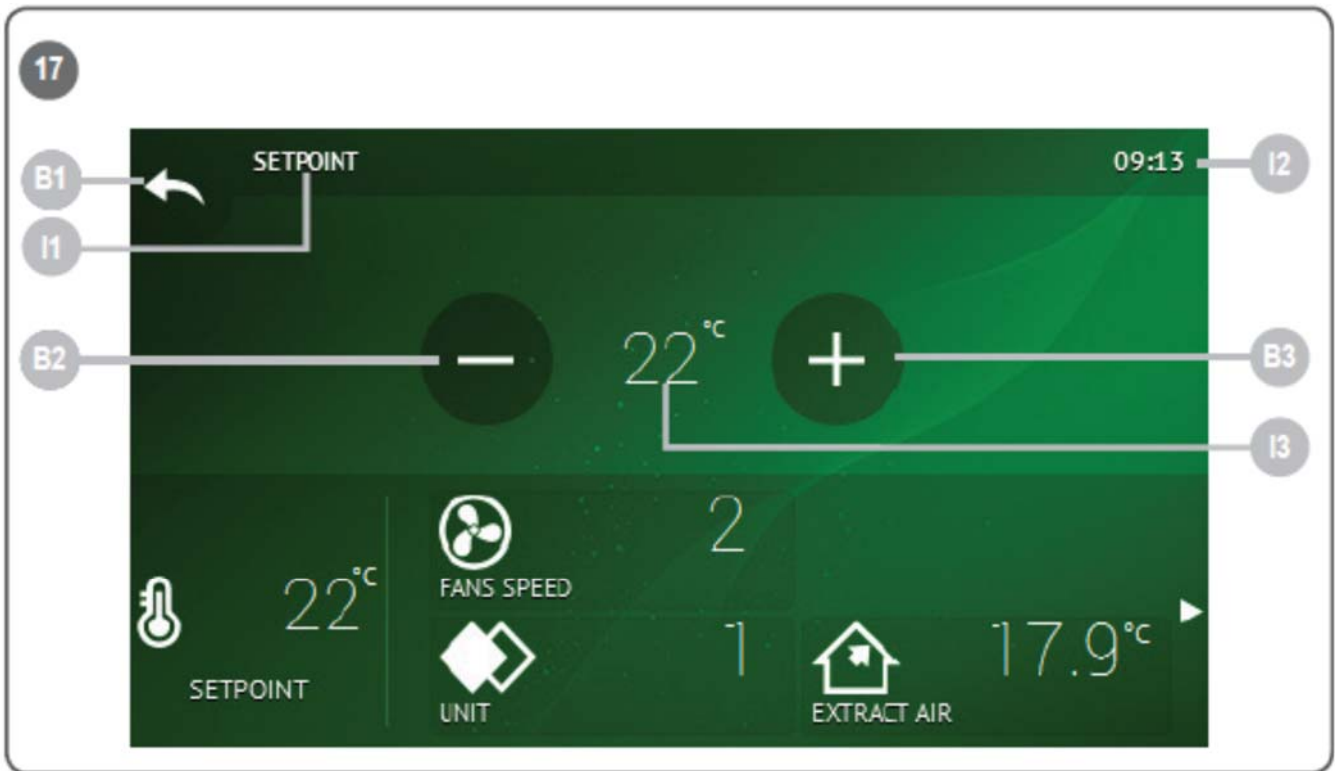 17
B1
SETPOINT
09:13
I2
I1
B2
22 °C
B3
I3
2
FANS SPEED
22 °C
SETPOINT
1
UNIT
17.9 °C
EXTRACT AIR